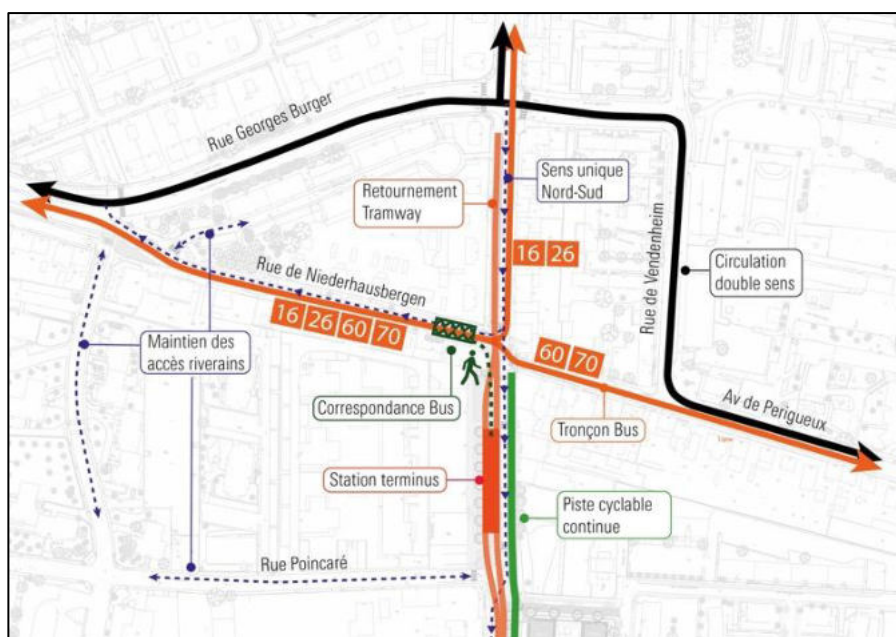 Rue Georges Burger
Retournement
Tramway
Sens unique
Nord-Sud
16 26
Rue de Vendenheim
Circulation
double sens
Rue de Niederhausbergen
16 26 60 70
60 70
Maintien des
accès riverains
Correspondance Bus
Tronçon Bus
Av de Perigueux
Station terminus
Piste cyclable
continue
Rue Poincaré